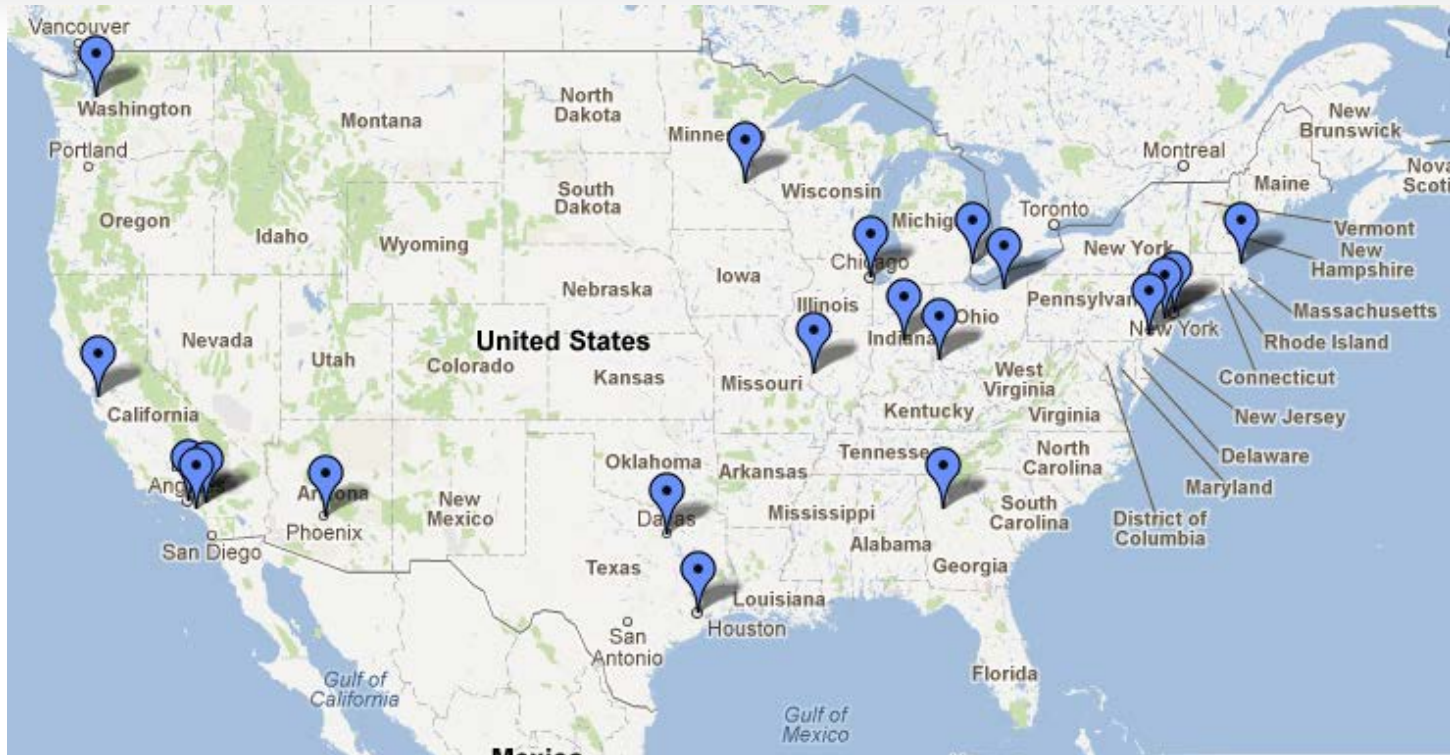 Vancouver
Washington
Portland
Oregon
Idaho
Montana
Wyoming
North
Dakota
South
Dakota
Minnes
Wisconsin
Michig
Toronto
Montreal
New
Brunswick
Nova
Scoti
Maine
Vermont
New
Hampshire
Massachusetts
Rhode Island
Connecticut
New Jersey
Delaware
Maryland
District of
Columbia
New York
Pennsylvan
New York
Nevada
Utah
Colorado
Nebraska
Iowa
Chicago
Illinois
Indiana
Ohio
United States
Kansas
Missouri
West
Virginia
Virginia
Kentucky
California
Ang
San Diego
Arizona
Phoenix
New
Mexico
Oklahoma
Arkansas
Tennesse
North
Carolina
South
Carolina
Mississippi
Alabama
Georgia
Dallas
Texas
Louisiana
Houston
San
Antonio
Florida
Gulf of
California
Gulf of
Mexico
Mexico